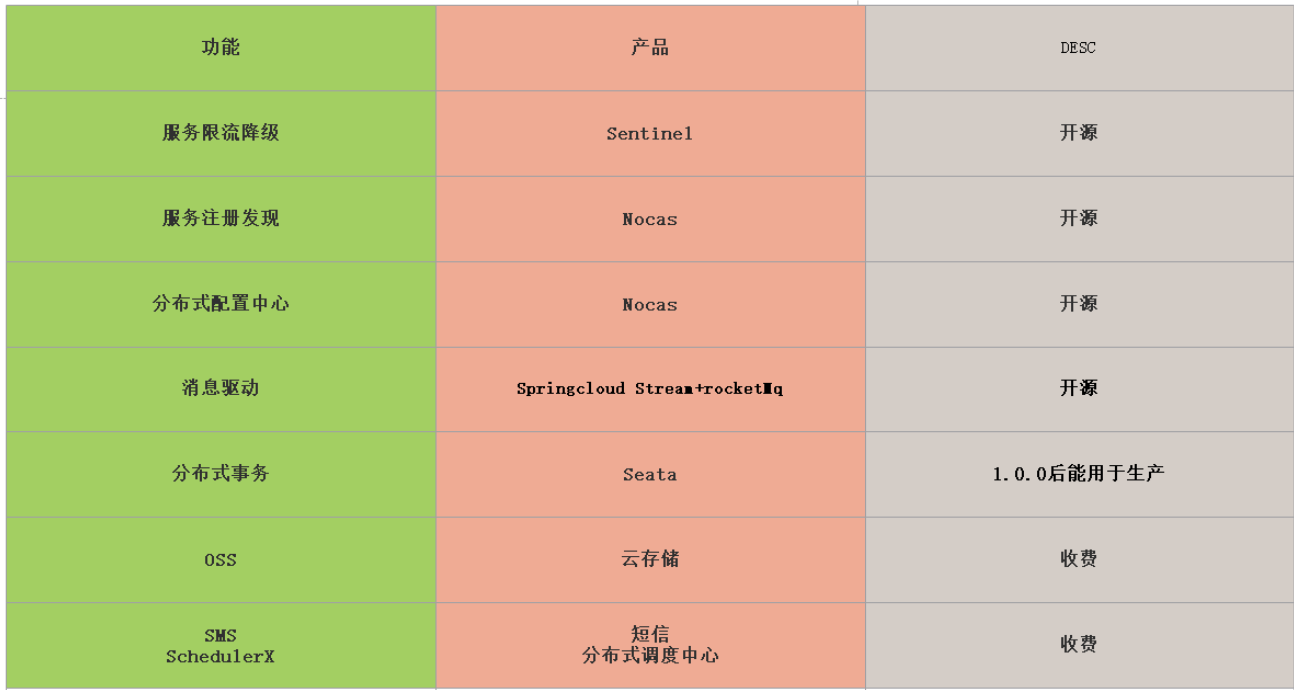 功能 产品 DESC
服务限流降级 Sentinel 开源
服务注册发现 Nocas 开源
分布式配置中心 Nocas 开源
消息驱动 Springcloud Stream+rocketMq 开源
分布式事务 Seata 1.0.0后能用于生产
OSS 云存储 收费
SMS 短信 收费
SchedulerX 分布式调度中心